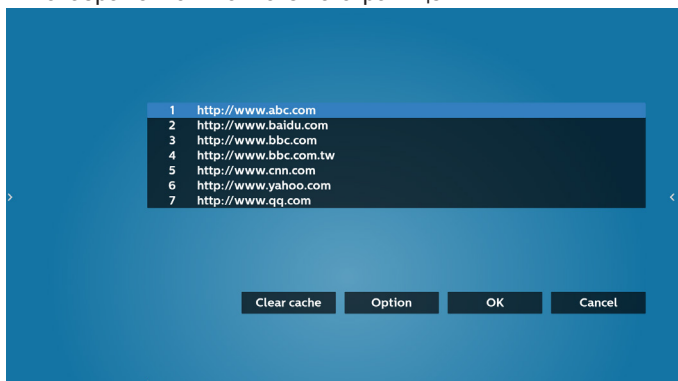 1 http://www.abc.com
2 http://www.baidu.com
3 http://www.bbc.com
4 http://www.bbc.com.tw
5 http://www.cnn.com
6 http://www.yahoo.com
7 http://www.qq.com
> <
Clear cache Option OK Cancel